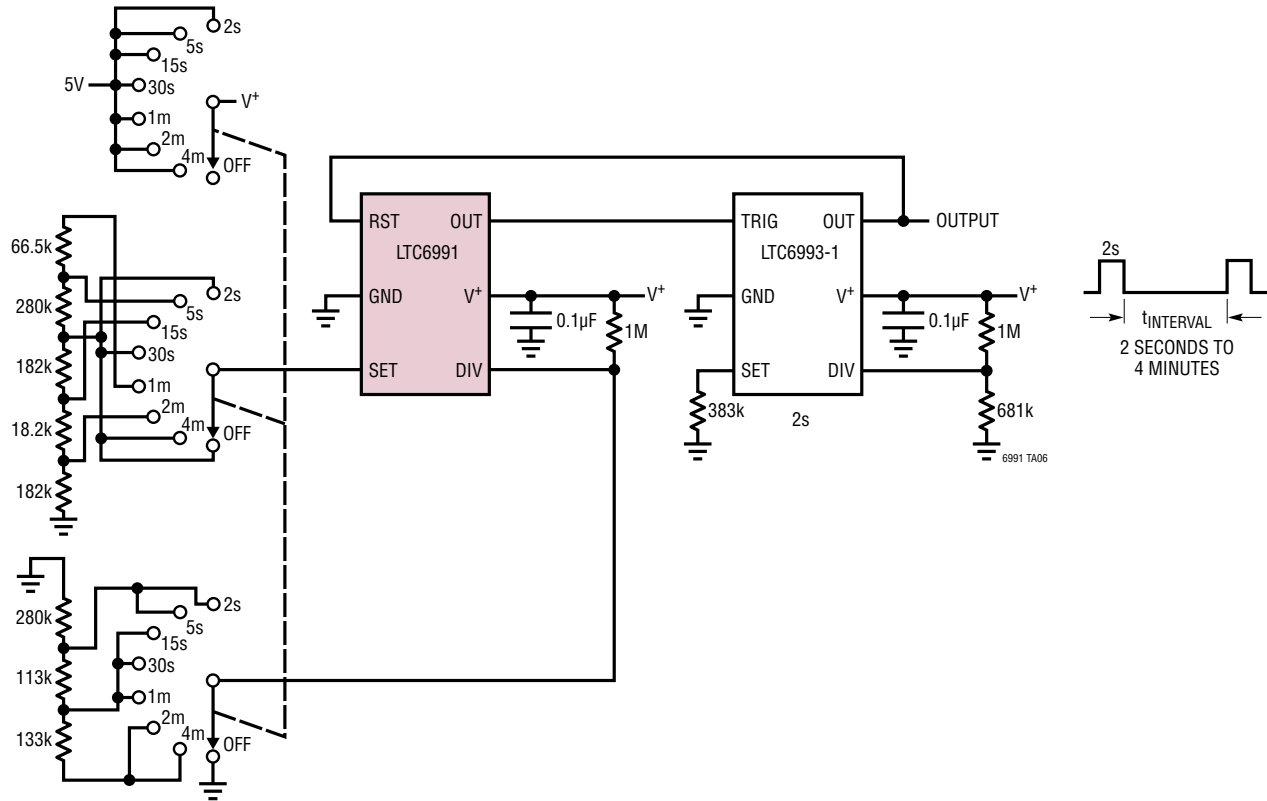 2s
5s
15s
5V
30s
V+
1m
2m
4m
OFF
66.5k
280k
182k
18.2k
182k
2s
5s
15s
30s
1m
2m
4m
OFF
280k
113k
133k
2s
5s
15s
30s
1m
2m
4m
OFF
RST
OUT
LTC6991
GND
V+
SET
DIV
0.1µF
V+
1M
TRIG
OUT
LTC6993-1
GND
V+
SET
DIV
2s
383k
OUTPUT
0.1µF
V+
1M
681k
6991 TA06
2s
tINTERVAL
2 SECONDS TO
4 MINUTES